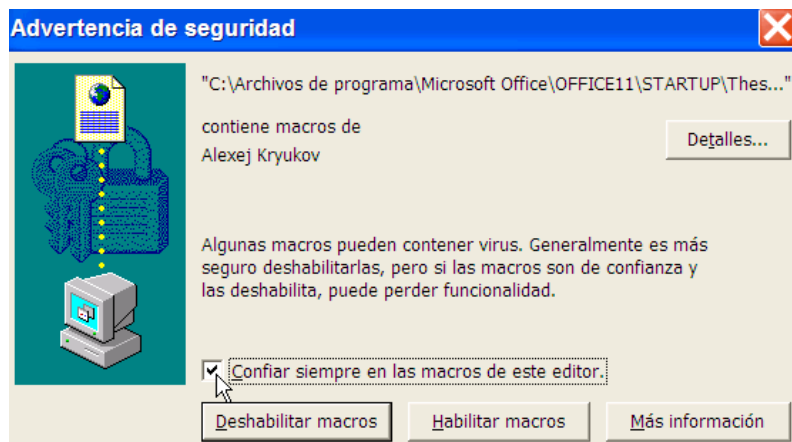 Advertencia de seguridad
"C:\Archivos de programa\Microsoft Office\OFFICE11\STARTUP\Thes..."
contiene macros de
Alexej Kryukov
Detalles...
Algunas macros pueden contener virus. Generalmente es más
seguro deshabilitarlas, pero si las macros son de confianza y
las deshabilita, puede perder funcionalidad.
Confiar siempre en las macros de este editor.
Deshabilitar macros
Habilitar macros
Más información